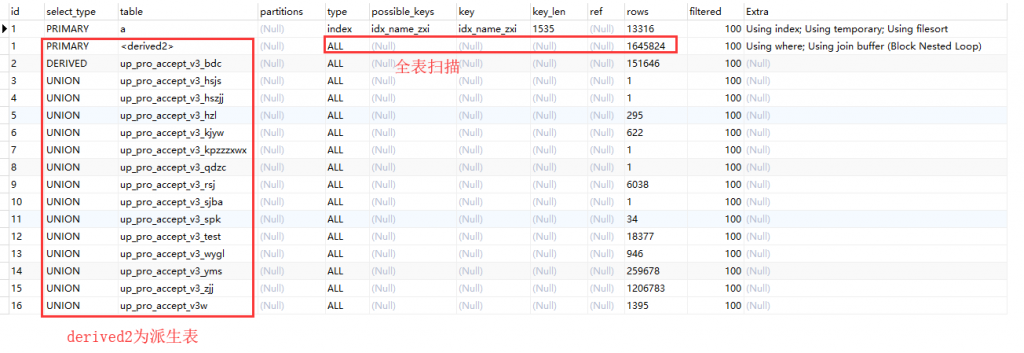 id select_type table partitions type possible_keys key key_len ref rows filtered Extra
1 PRIMARY a (Null) index idx_name_zxi idx_name_zxi 1535 (Null) 13316 100 Using index; Using temporary; Using filesort
1 PRIMARY <derived2> (Null) ALL (Null) (Null) (Null) (Null) 1645824 100 Using where; Using join buffer (Block Nested Loop)
2 DERIVED up_pro_accept_v3_bdc (Null) ALL (Null) (Null) (Null) (Null) 151646 100 (Null)
全表扫描
3 UNION up_pro_accept_v3_hsjs (Null) ALL (Null) (Null) (Null) (Null) 1 100 (Null)
4 UNION up_pro_accept_v3_hszjj (Null) ALL (Null) (Null) (Null) (Null) 1 100 (Null)
5 UNION up_pro_accept_v3_hzl (Null) ALL (Null) (Null) (Null) (Null) 295 100 (Null)
6 UNION up_pro_accept_v3_kjyw (Null) ALL (Null) (Null) (Null) (Null) 622 100 (Null)
7 UNION up_pro_accept_v3_kpzzzxwx (Null) ALL (Null) (Null) (Null) (Null) 1 100 (Null)
8 UNION up_pro_accept_v3_qdzc (Null) ALL (Null) (Null) (Null) (Null) 1 100 (Null)
9 UNION up_pro_accept_v3_rsj (Null) ALL (Null) (Null) (Null) (Null) 6038 100 (Null)
10 UNION up_pro_accept_v3_sjba (Null) ALL (Null) (Null) (Null) (Null) 1 100 (Null)
11 UNION up_pro_accept_v3_spk (Null) ALL (Null) (Null) (Null) (Null) 34 100 (Null)
12 UNION up_pro_accept_v3_test (Null) ALL (Null) (Null) (Null) (Null) 18377 100 (Null)
13 UNION up_pro_accept_v3_wygl (Null) ALL (Null) (Null) (Null) (Null) 946 100 (Null)
14 UNION up_pro_accept_v3_yms (Null) ALL (Null) (Null) (Null) (Null) 259678 100 (Null)
15 UNION up_pro_accept_v3_zjj (Null) ALL (Null) (Null) (Null) (Null) 1206783 100 (Null)
16 UNION up_pro_accept_v3w (Null) ALL (Null) (Null) (Null) (Null) 1395 100 (Null)
derived2为派生表